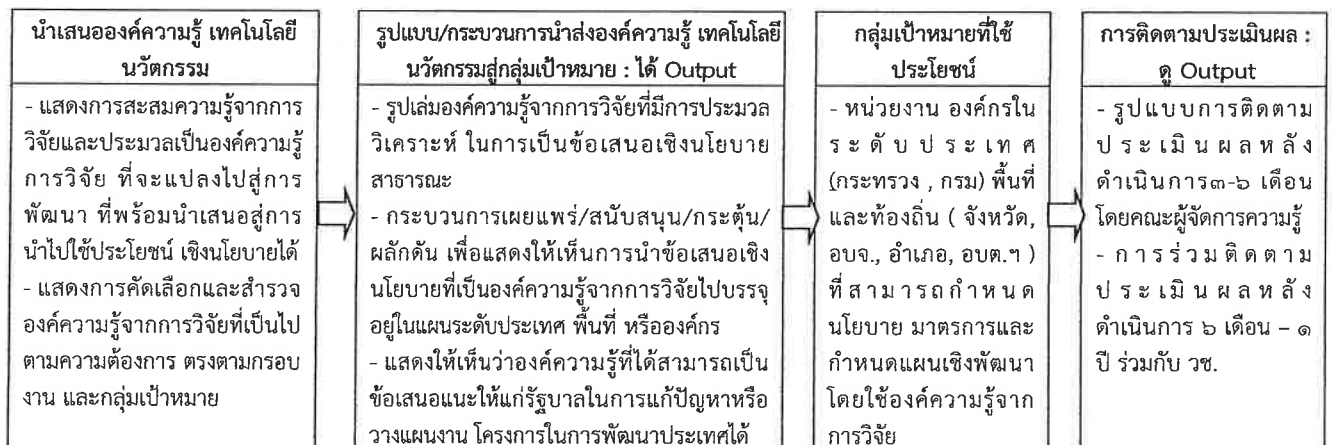 นำเสนอองค์ความรู้ เทคโนโลยี
นวัตกรรม
- แสดงการสะสมความรู้จากการ
วิจัยและประมวลเป็นองค์ความรู้
การวิจัย ที่จะแปลงไปสู่การ
พัฒนา ที่พร้อมนำเสนอสู่การ
นำไปใช้ประโยชน์ เชิงนโยบายได้
- แสดงการคัดเลือกและสำรวจ
องค์ความรู้จากการวิจัยที่เป็นไป
ตามความต้องการ ตรงตามกรอบ
งาน และกลุ่มเป้าหมาย
รูปแบบ/กระบวนการนำส่งองค์ความรู้ เทคโนโลยี
นวัตกรรมสู่กลุ่มเป้าหมาย : ได้ Output
- รูปเล่มองค์ความรู้จากการวิจัยที่มีการประมวล
วิเคราะห์ ในการเป็นข้อเสนอเชิงนโยบาย
สาธารณะ
- กระบวนการเผยแพร่/สนับสนุน/กระตุ้น/
ผลักดัน เพื่อแสดงให้เห็นการนำข้อเสนอเชิง
นโยบายที่เป็นองค์ความรู้จากการวิจัยไปบรรจุ
อยู่ในแผนระดับประเทศ พื้นที่ หรือองค์กร
- แสดงให้เห็นว่าองค์ความรู้ที่ได้สามารถเป็น
ข้อเสนอแนะให้แก่รัฐบาลในการแก้ปัญหาหรือ
วางแผนงาน โครงการในการพัฒนาประเทศได้
กลุ่มเป้าหมายที่ใช้
ประโยชน์
- หน่วยงาน องค์กรใน
ระดับประเทศ
(กระทรวง , กรม) พื้นที่
และท้องถิ่น ( จังหวัด,
อบจ., อำเภอ, อบต.ฯ )
ที่สามารถกำหนด
นโยบาย มาตรการและ
กำหนดแผนเชิงพัฒนา
โดยใช้องค์ความรู้จาก
การวิจัย
การติดตามประเมินผล :
ดู Output
- รูปแบบการติดตาม
ประเมินผลหลัง
ดำเนินการ๓-๖ เดือน
โดยคณะผู้จัดการความรู้
- การร่วมติดตาม
ประเมินผลหลัง
ดำเนินการ ๖ เดือน – ๑
ปี ร่วมกับ วช.